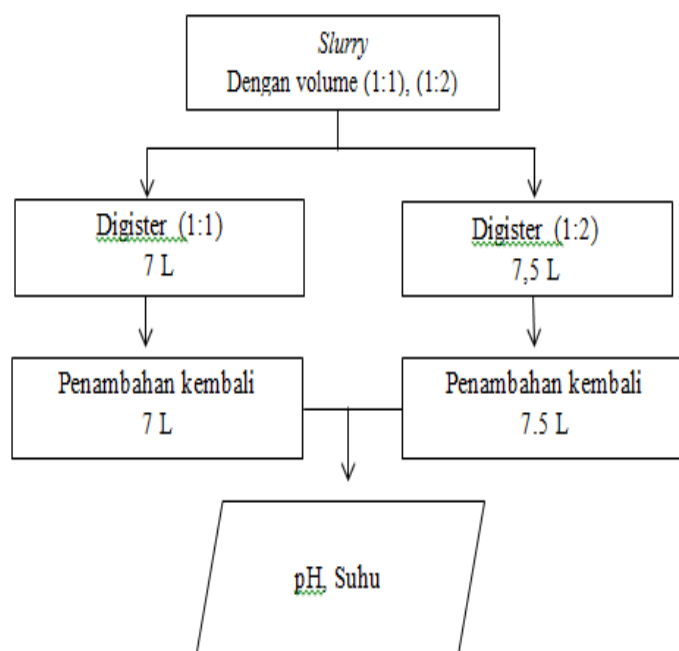 Slurry
Dengan volume (1:1), (1:2)
Digister (1:1)
7 L
Digister (1:2)
7,5 L
Penambahan kembali
7 L
Penambahan kembali
7.5 L
pH, Suhu